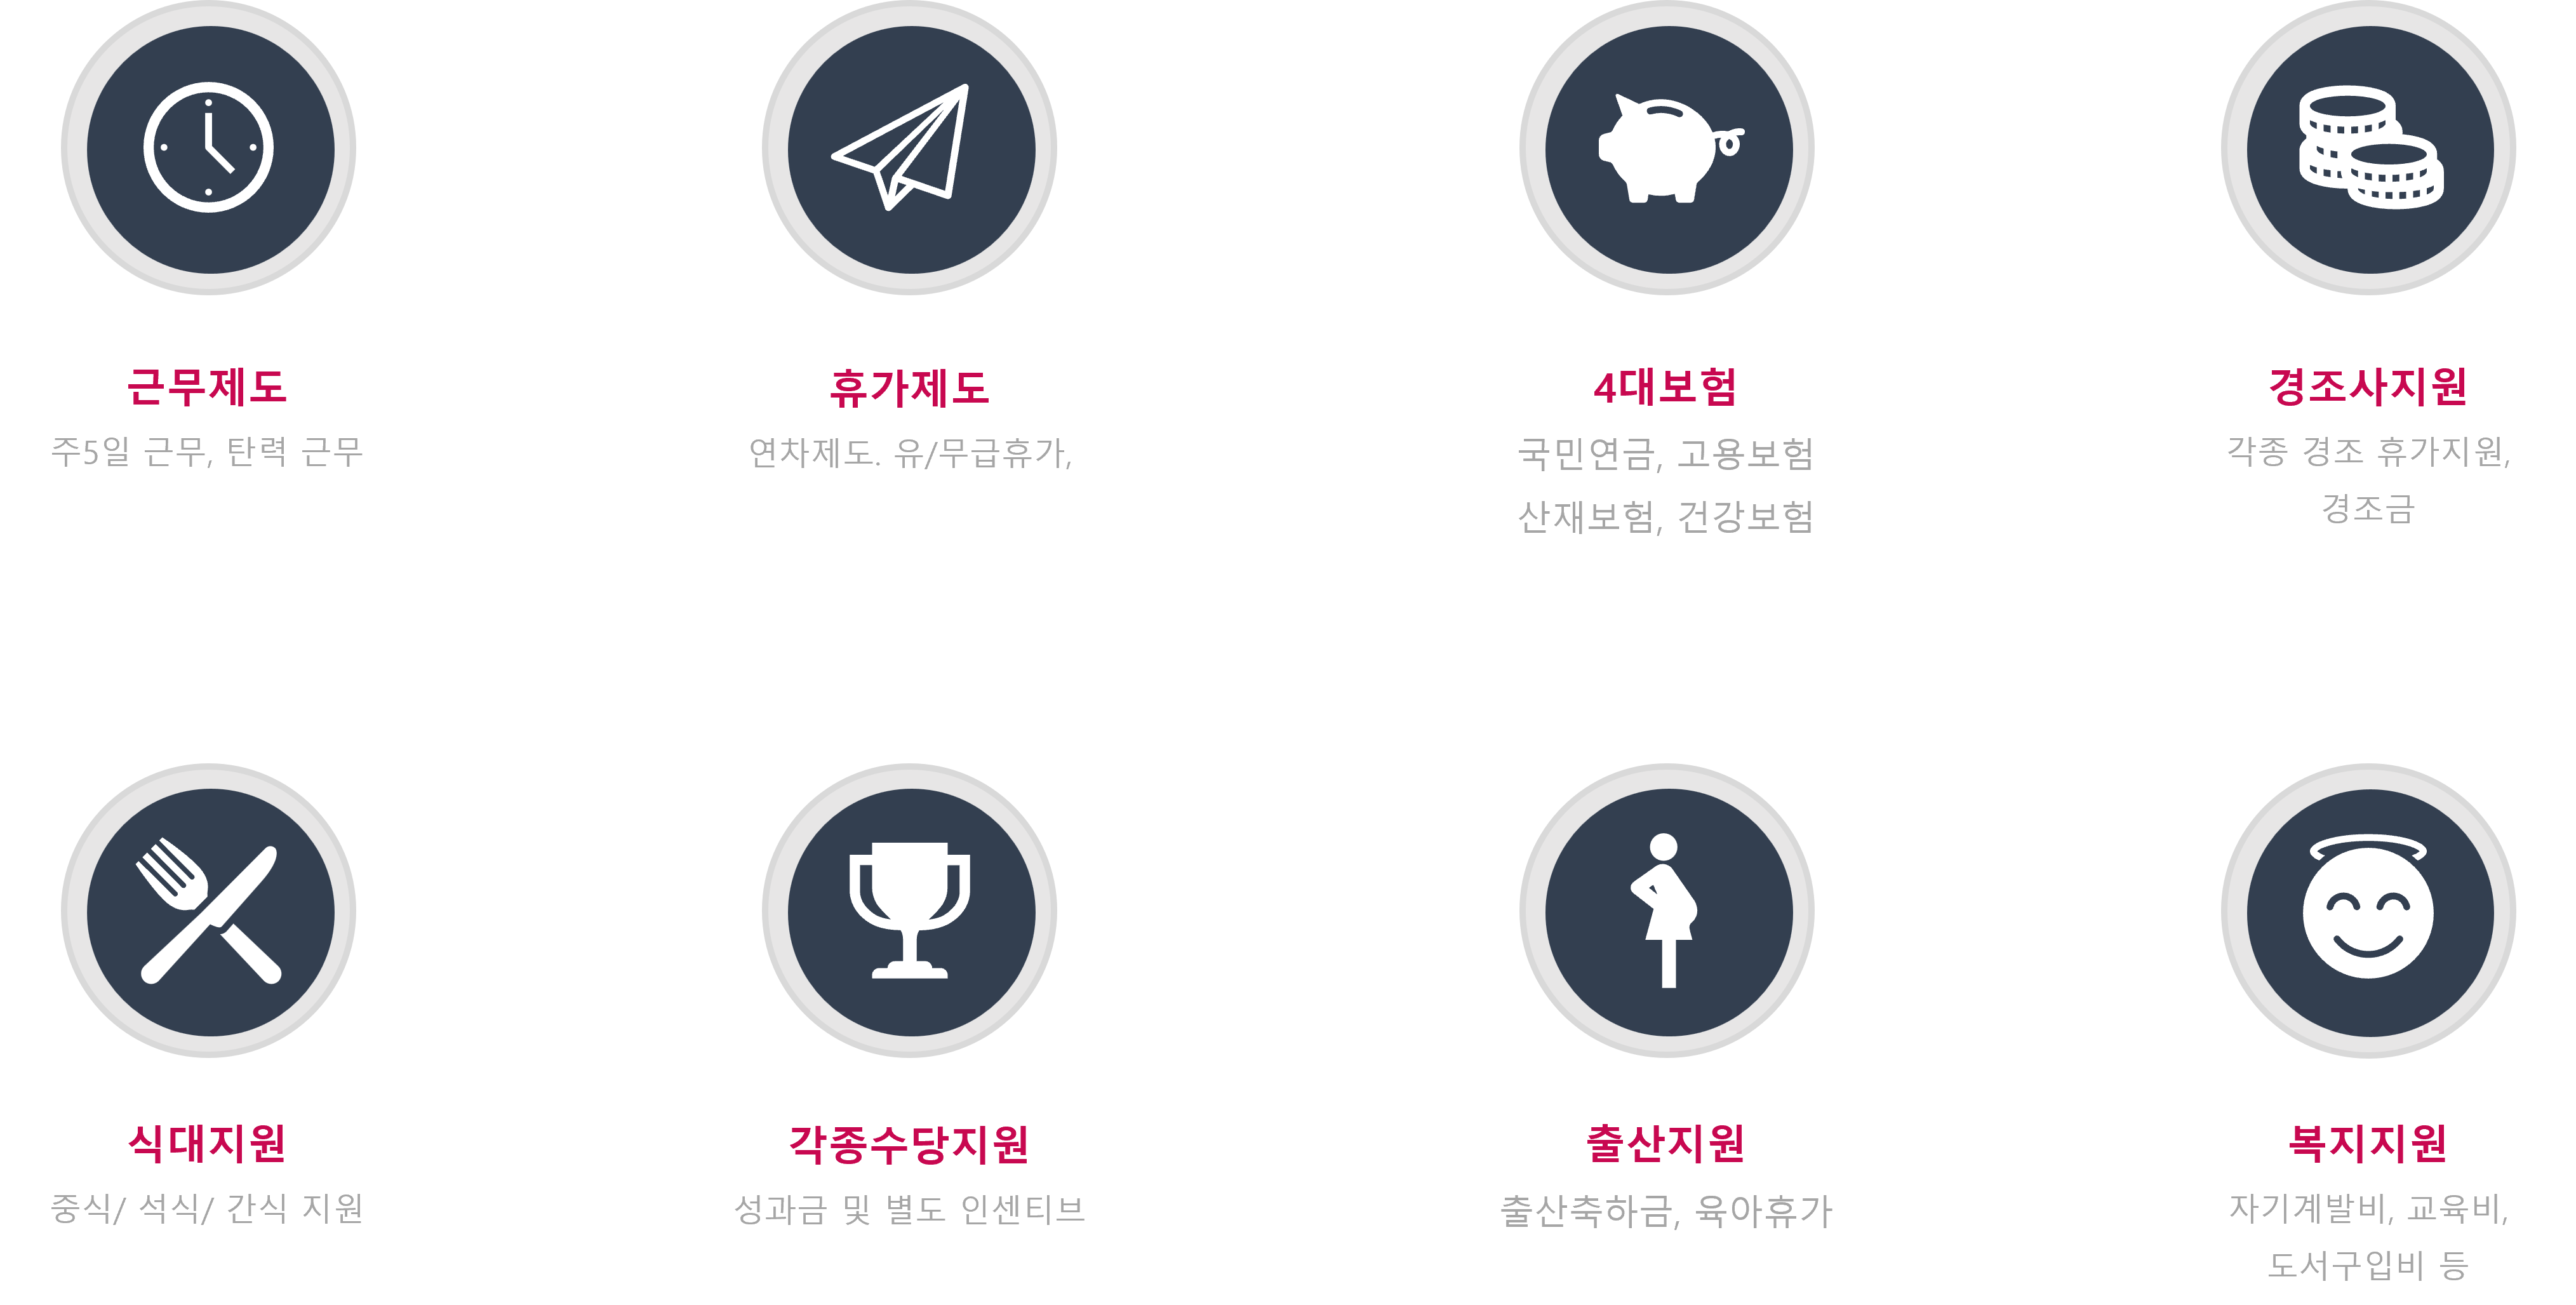 근무제도
주5일 근무, 탄력 근무
휴가제도
연차제도. 유/무급휴가,
4대보험
국민연금, 고용보험
산재보험, 건강보험
경조사지원
각종 경조 휴가지원,
경조금
식대지원
중식/ 석식/ 간식 지원
각종수당지원
성과금 및 별도 인센티브
출산지원
출산축하금, 육아휴가
복지지원
자기계발비, 교육비,
도서구입비 등